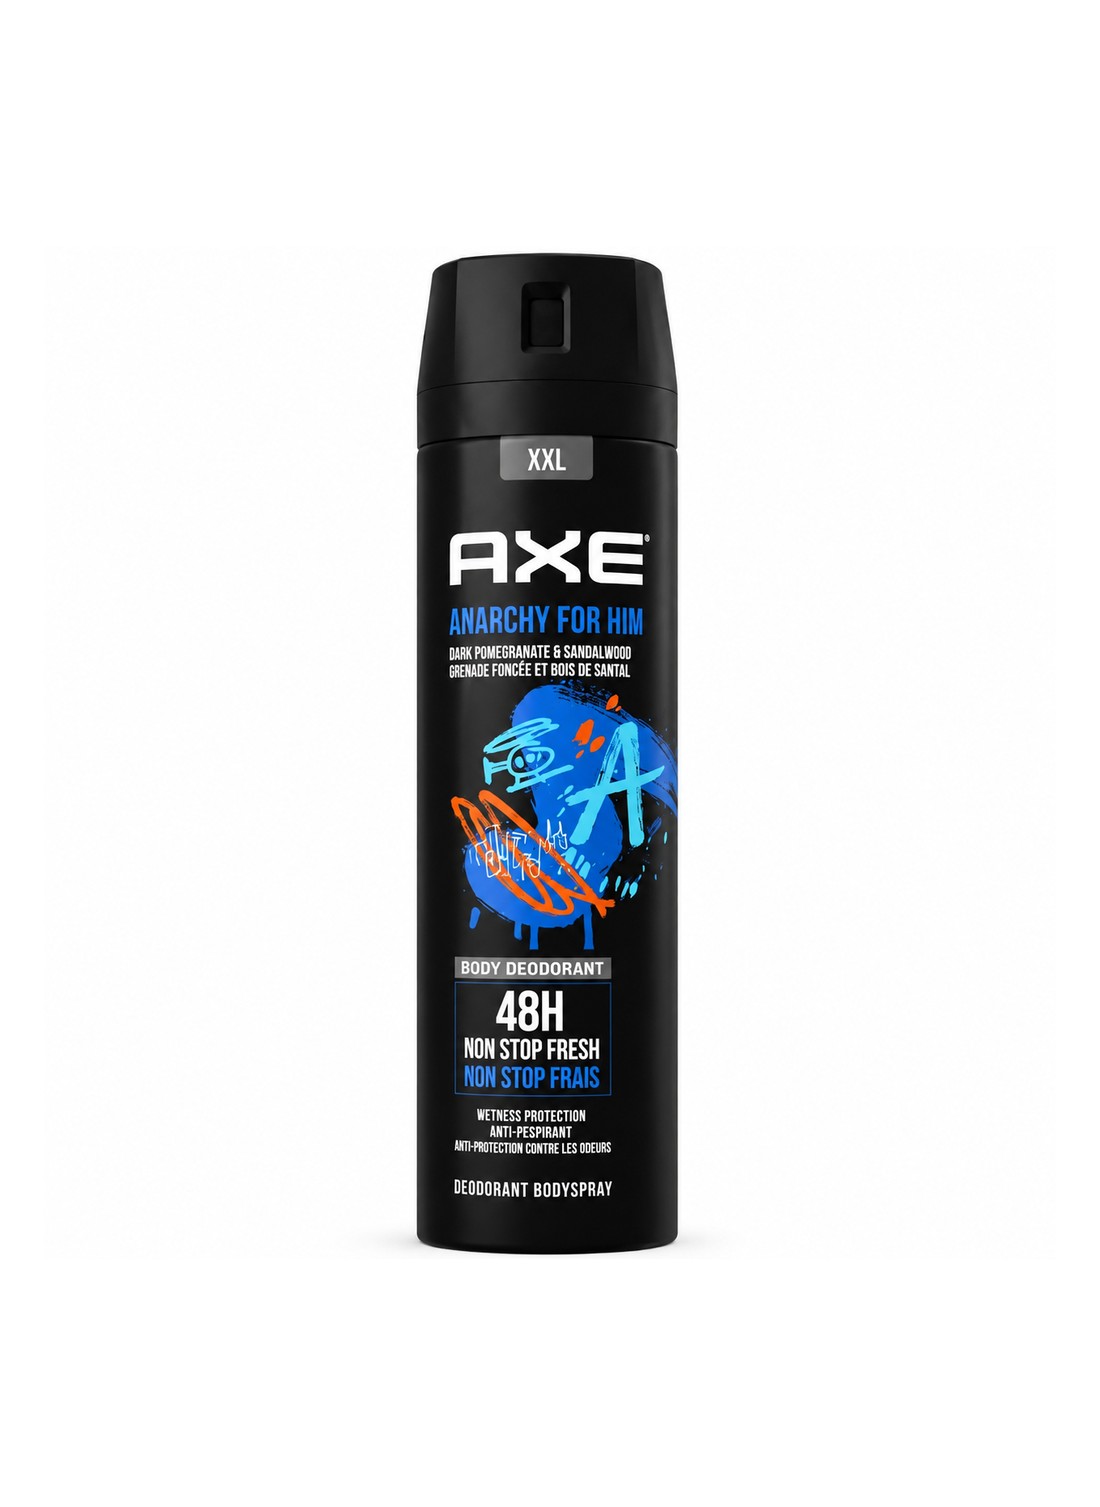 XXL
AXE®
ANARCHY FOR HIM
DARK POMEGRANATE & SANDALWOOD
GRENADE FONCÉE ET BOIS DE SANTAL
A
BODY DEODORANT
48H
NON STOP FRESH
NON STOP FRAIS
WETNESS PROTECTION
ANTI-PESPIRANT
ANTI-PROTECTION CONTRE LES ODEURS
DEODORANT BODYSPRAY